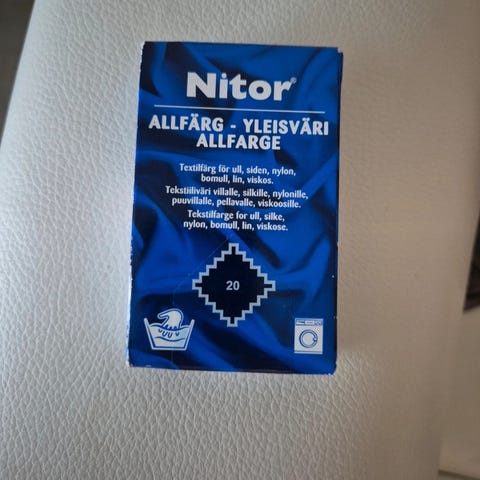 Nitor®
ALLFÄRG - YLEISVÄRI
ALLFARGE
Textilfärg för ull, siden, nylon,
bomull, lin, viskos.
Tekstiiliväri villalle, silkille, nylonille,
puuvillalle, pellavalle, viskoosille.
Tekstilfarge for ull, silke,
nylon, bomull, lin, viskose.
20